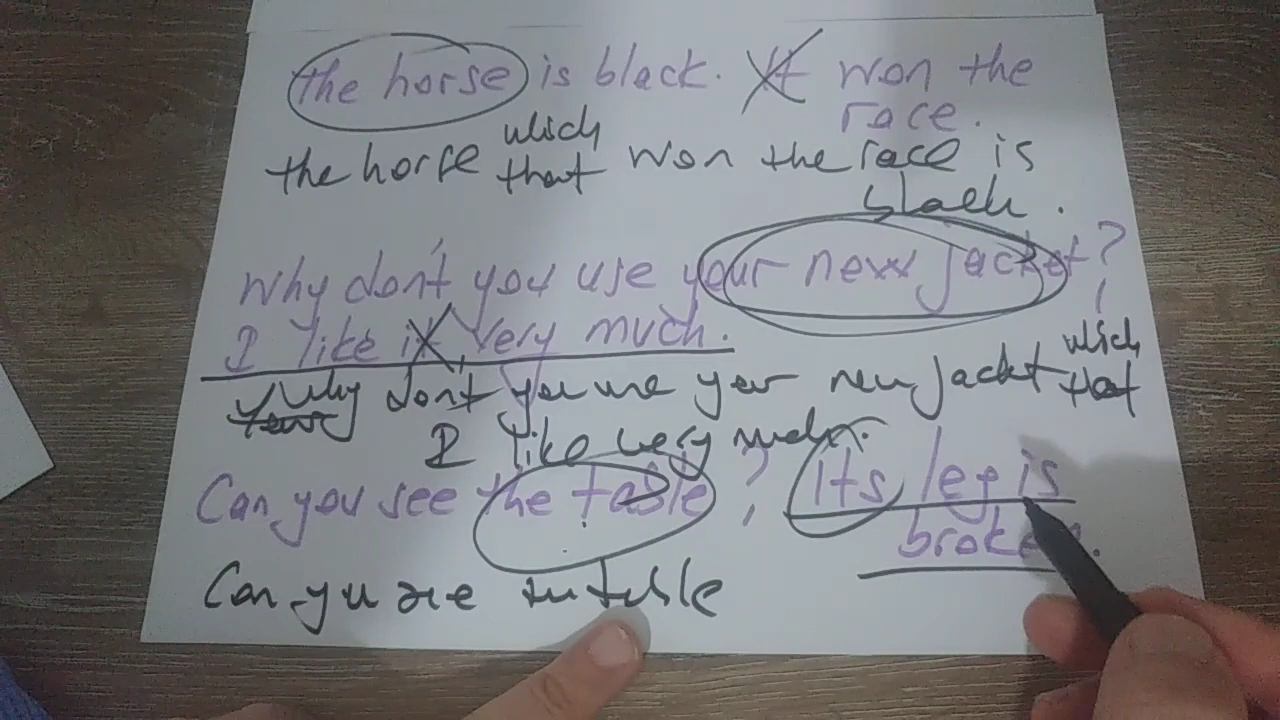 the horse is black. It won the
race.
which
the horse that won the race is
black.
Why don't you use your new jacket?
I like it very much.
which
Why don't you use your new jacket that
I like very much.
Can you see the table? Its leg is
broken.
Can you see the table